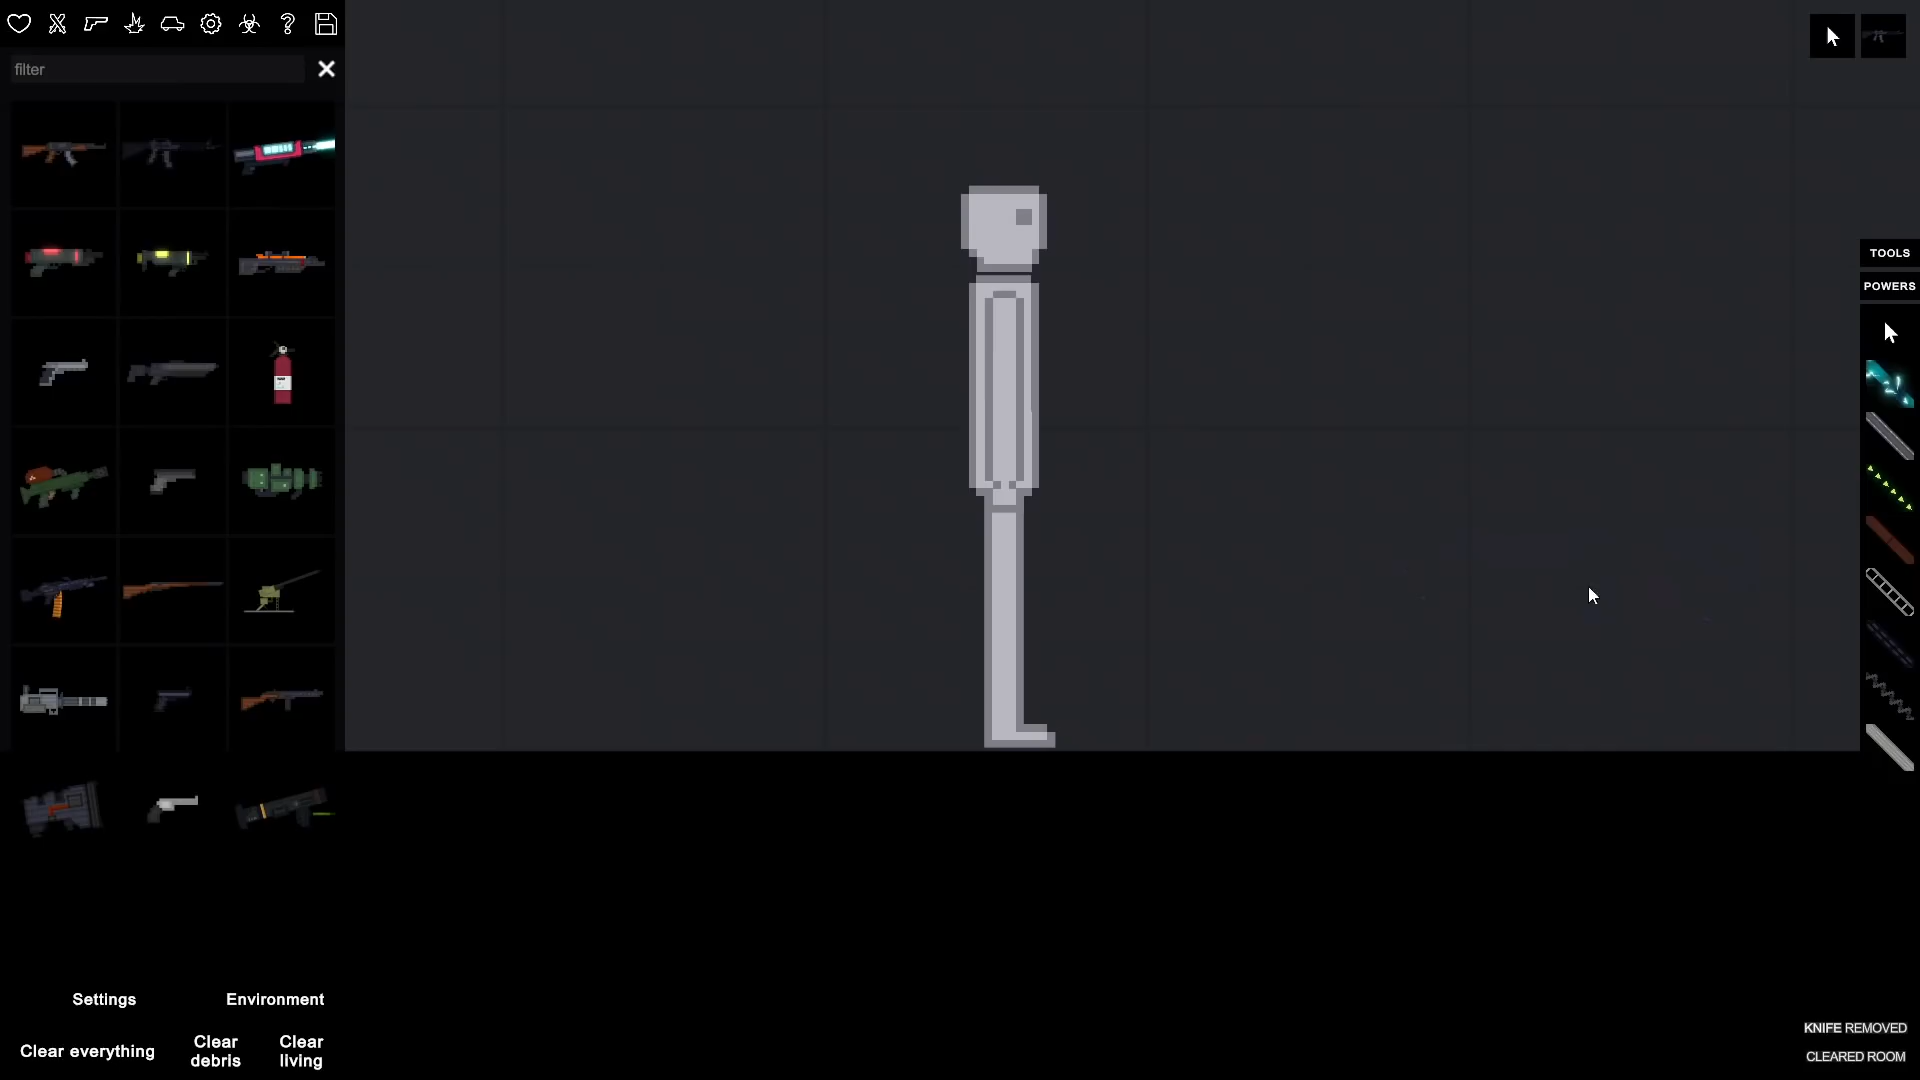 filter
TOOLS
POWERS
Settings
Environment
Clear everything
Clear
debris
Clear
living
KNIFE REMOVED
CLEARED ROOM